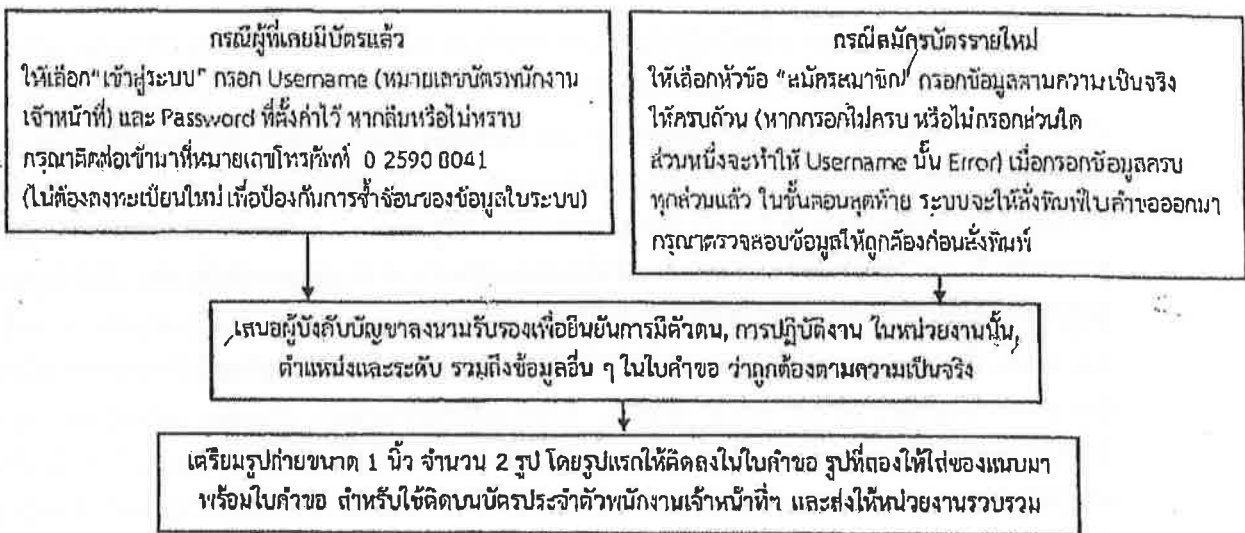 กรณีผู้ที่เคยมีบัตรแล้ว
ให้เลือก"เข้าสู่ระบบ" กรอก Username (หมายเลขบัตรพนักงาน
เจ้าหน้าที่) และ Password ที่ตั้งค่าไว้ หากลืมหรือไม่ทราบ
กรุณาติดต่อเข้ามาที่หมายเลขโทรศัพท์ 0 2590 8041
(ไม่ต้องลงทะเบียนใหม่ เพื่อป้องกันการซ้ำซ้อนของข้อมูลในระบบ)
กรณีสมัครบัตรรายใหม่
ให้เลือกหัวข้อ "สมัครสมาชิก" กรอกข้อมูลตามความเป็นจริง
ให้ครบถ้วน (หากกรอกไม่ครบ หรือไม่กรอกส่วนใด
ส่วนหนึ่งจะทำให้ Username นั้น Error) เมื่อกรอกข้อมูลครบ
ทุกส่วนแล้ว ในขั้นตอนสุดท้าย ระบบจะให้สั่งพิมพ์ใบคำขอออกมา
กรุณาตรวจสอบข้อมูลให้ถูกต้องก่อนสั่งพิมพ์
เสนอผู้บังคับบัญชาลงนามรับรองเพื่อยืนยันการมีตัวตน, การปฏิบัติงาน ในหน่วยงานนั้น,
ตำแหน่งและระดับ รวมถึงข้อมูลอื่น ๆ ในใบคำขอ ว่าถูกต้องตามความเป็นจริง
เตรียมรูปถ่ายขนาด 1 นิ้ว จำนวน 2 รูป โดยรูปแรกให้ติดลงในใบคำขอ รูปที่สองให้ใส่ซองแนบมา
พร้อมใบคำขอ สำหรับใช้ติดบนบัตรประจำตัวพนักงานเจ้าหน้าที่ฯ และส่งให้หน่วยงานรวบรวม